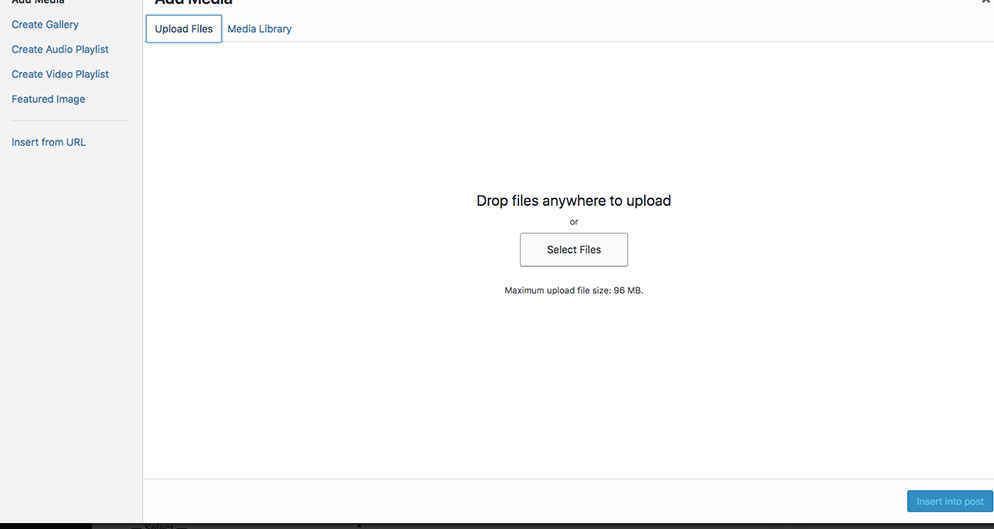 Add Media
Create Gallery
Create Audio Playlist
Create Video Playlist
Featured Image
Insert from URL
Add Media
Upload Files
Media Library
Drop files anywhere to upload
or
Select Files
Maximum upload file size: 96 MB.
Insert into post
— Select —